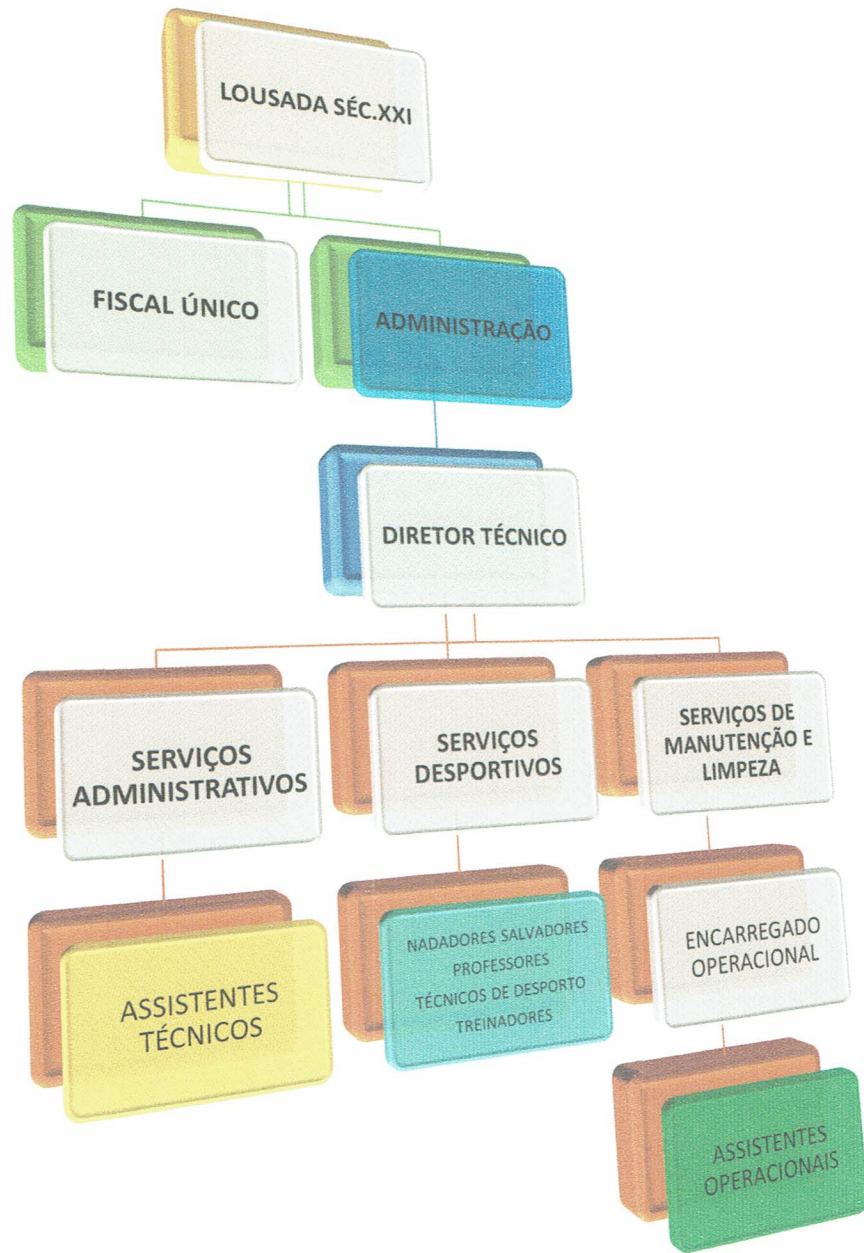 LOUSADA SÉC.XXI
FISCAL ÚNICO
ADMINISTRAÇÃO
DIRETOR TÉCNICO
SERVIÇOS
ADMINISTRATIVOS
SERVIÇOS
DESPORTIVOS
SERVIÇOS DE
MANUTENÇÃO E
LIMPEZA
ASSISTENTES
TÉCNICOS
NADADORES SALVADORES
PROFESSORES
TÉCNICOS DE DESPORTO
TREINADORES
ENCARREGADO
OPERACIONAL
ASSISTENTES
OPERACIONAIS